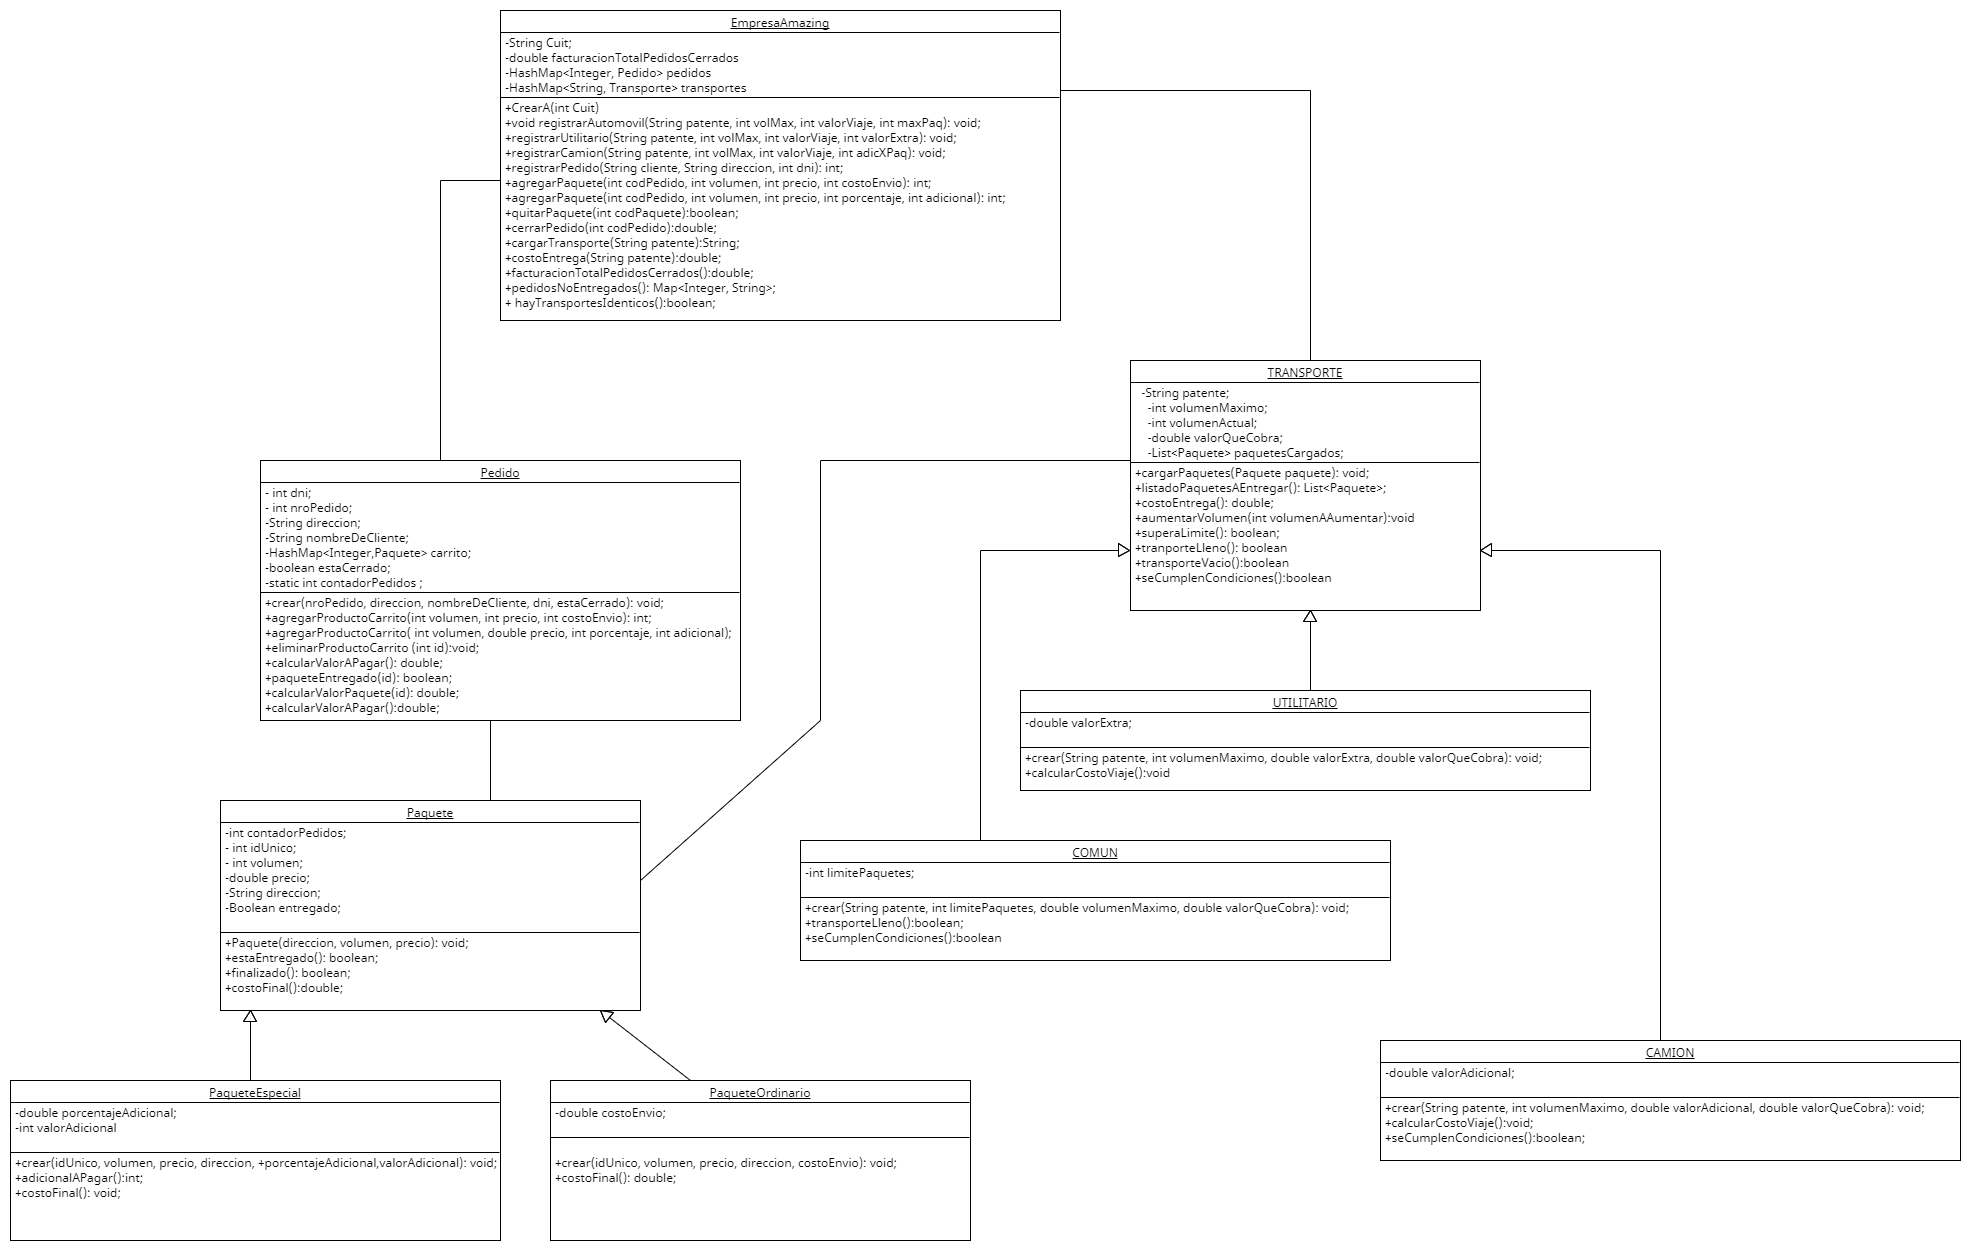 EmpresaAmazing
-String Cuit;
-double facturacionTotalPedidosCerrados
-HashMap<Integer, Pedido> pedidos
-HashMap<String, Transporte> transportes
+CrearA(int Cuit)
+void registrarAutomovil(String patente, int volMax, int valorViaje, int maxPaq): void;
+registrarUtilitario(String patente, int volMax, int valorViaje, int valorExtra): void;
+registrarCamion(String patente, int volMax, int valorViaje, int adicXPaq): void;
+registrarPedido(String cliente, String direccion, int dni): int;
+agregarPaquete(int codPedido, int volumen, int precio, int costoEnvio): int;
+agregarPaquete(int codPedido, int volumen, int precio, int porcentaje, int adicional): int;
+quitarPaquete(int codPaquete):boolean;
+cerrarPedido(int codPedido):double;
+cargarTransporte(String patente):String;
+costoEntrega(String patente):double;
+facturacionTotalPedidosCerrados():double;
+pedidosNoEntregados(): Map<Integer, String>;
+ hayTransportesIdenticos():boolean;
TRANSPORTE
-String patente;
-int volumenMaximo;
-int volumenActual;
-double valorQueCobra;
-List<Paquete> paquetesCargados;
+cargarPaquetes(Paquete paquete): void;
+listadoPaquetesAEntregar(): List<Paquete>;
+costoEntrega(): double;
+aumentarVolumen(int volumenAAumentar):void
+superaLimite(): boolean;
+tranporteLleno(): boolean
+transporteVacio():boolean
+seCumplenCondiciones():boolean
Pedido
- int dni;
- int nroPedido;
-String direccion;
-String nombreDeCliente;
-HashMap<Integer,Paquete> carrito;
-boolean estaCerrado;
-static int contadorPedidos ;
+crear(nroPedido, direccion, nombreDeCliente, dni, estaCerrado): void;
+agregarProductoCarrito(int volumen, int precio, int costoEnvio): int;
+agregarProductoCarrito( int volumen, double precio, int porcentaje, int adicional);
+eliminarProductoCarrito (int id):void;
+calcularValorAPagar(): double;
+paqueteEntregado(id): boolean;
+calcularValorPaquete(id): double;
+calcularValorAPagar():double;
UTILITARIO
-double valorExtra;
+crear(String patente, int volumenMaximo, double valorExtra, double valorQueCobra): void;
+calcularCostoViaje():void
Paquete
-int contadorPedidos;
- int idUnico;
- int volumen;
-double precio;
-String direccion;
-Boolean entregado;
+Paquete(direccion, volumen, precio): void;
+estaEntregado(): boolean;
+finalizado(): boolean;
+costoFinal():double;
COMUN
-int limitePaquetes;
+crear(String patente, int limitePaquetes, double volumenMaximo, double valorQueCobra): void;
+transporteLleno():boolean;
+seCumplenCondiciones():boolean
CAMION
-double valorAdicional;
+crear(String patente, int volumenMaximo, double valorAdicional, double valorQueCobra): void;
+calcularCostoViaje():void;
+seCumplenCondiciones():boolean;
PaqueteEspecial
-double porcentajeAdicional;
-int valorAdicional
+crear(idUnico, volumen, precio, direccion, +porcentajeAdicional,valorAdicional): void;
+adicionalAPagar():int;
+costoFinal(): void;
PaqueteOrdinario
-double costoEnvio;
+crear(idUnico, volumen, precio, direccion, costoEnvio): void;
+costoFinal(): double;